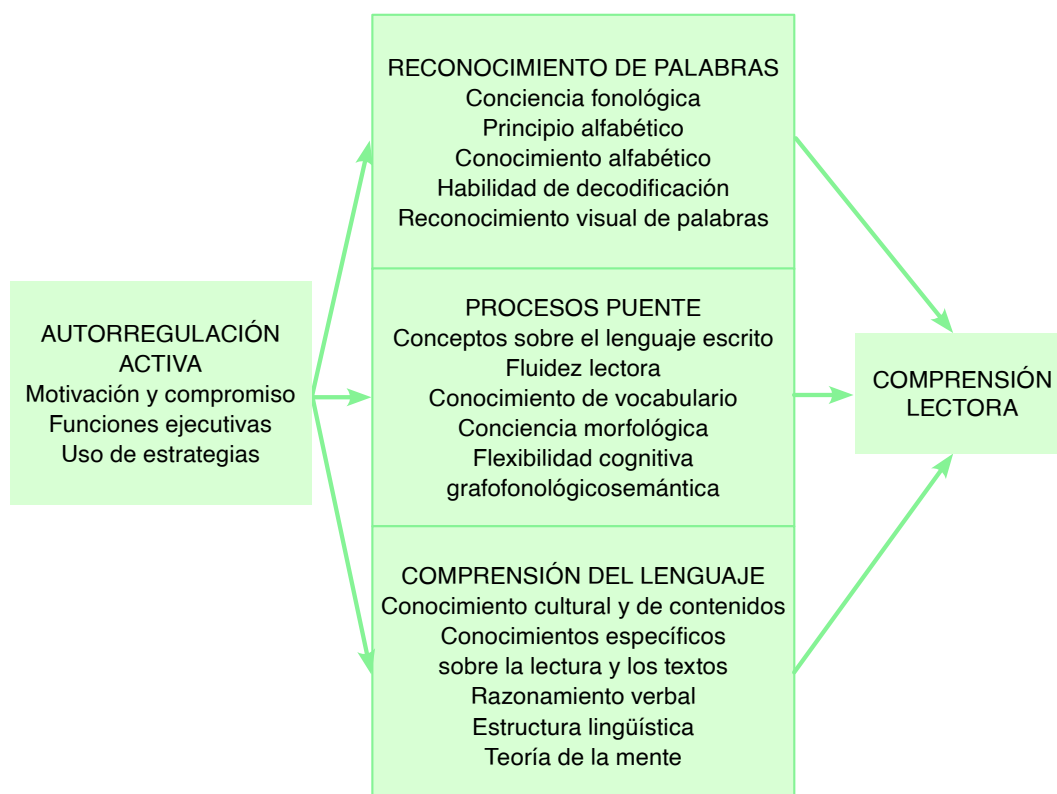 RECONOCIMIENTO DE PALABRAS
Conciencia fonológica
Principio alfabético
Conocimiento alfabético
Habilidad de decodificación
Reconocimiento visual de palabras
AUTORREGULACIÓN
ACTIVA
Motivación y compromiso
Funciones ejecutivas
Uso de estrategias
PROCESOS PUENTE
Conceptos sobre el lenguaje escrito
Fluidez lectora
Conocimiento de vocabulario
Conciencia morfológica
Flexibilidad cognitiva
grafofonológicosemántica
COMPRENSIÓN DEL LENGUAJE
Conocimiento cultural y de contenidos
Conocimientos específicos
sobre la lectura y los textos
Razonamiento verbal
Estructura lingüística
Teoría de la mente
COMPRENSIÓN
LECTORA